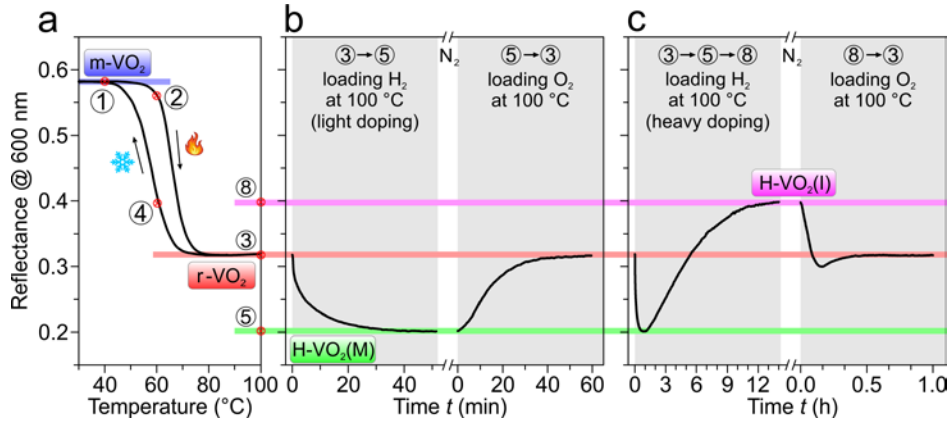 a
b
c
Reflectance @ 600 nm
0.6
0.5
0.4
0.3
0.2
m-VO₂
①
②
④
⑧
③
⑤
r-VO₂
40
60
80
100
Temperature (°C)
③→⑤
loading H₂
at 100 °C
(light doping)
N₂
⑤→③
loading O₂
at 100 °C
H-VO₂(M)
0
20
40
0
20
40
60
Time t (min)
③→⑤→⑧
loading H₂
at 100 °C
(heavy doping)
N₂
⑧→③
loading O₂
at 100 °C
H-VO₂(I)
0
3
6
9
12
0.0
0.5
1.0
Time t (h)